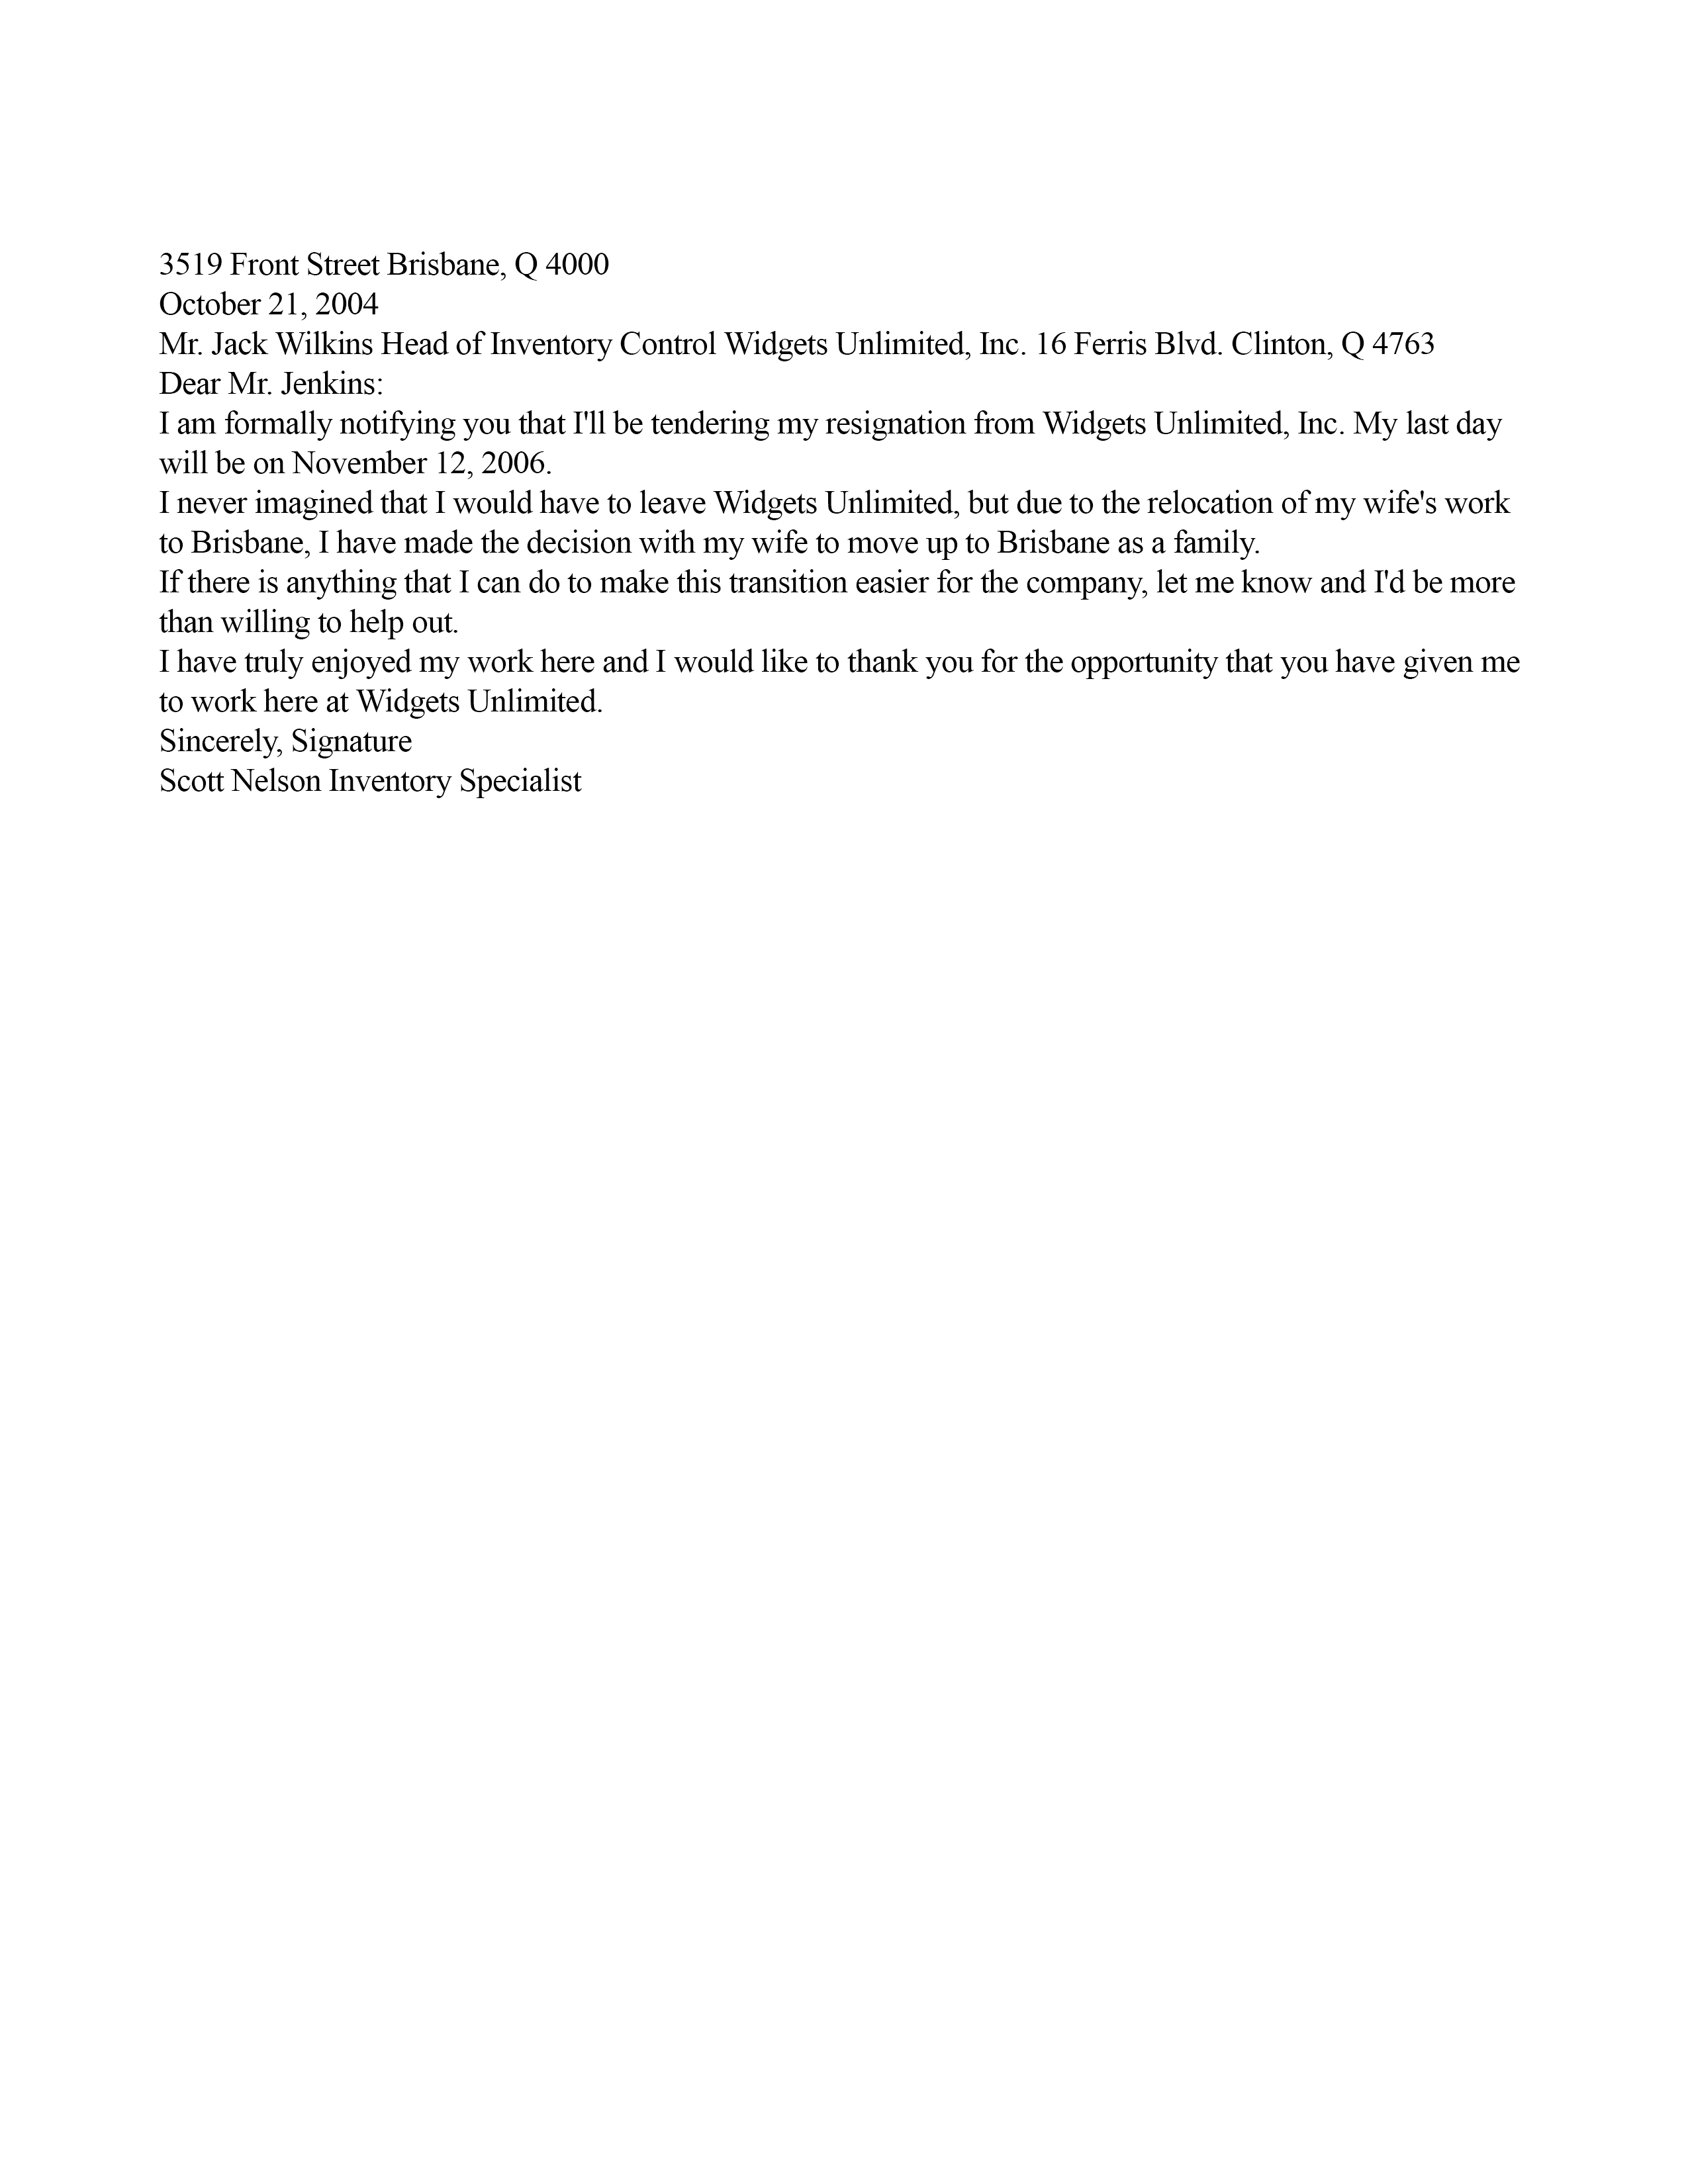 3519 Front Street Brisbane, Q 4000
October 21, 2004
Mr. Jack Wilkins Head of Inventory Control Widgets Unlimited, Inc. 16 Ferris Blvd. Clinton, Q 4763
Dear Mr. Jenkins:
I am formally notifying you that I'll be tendering my resignation from Widgets Unlimited, Inc. My last day
will be on November 12, 2006.
I never imagined that I would have to leave Widgets Unlimited, but due to the relocation of my wife's work
to Brisbane, I have made the decision with my wife to move up to Brisbane as a family.
If there is anything that I can do to make this transition easier for the company, let me know and I'd be more
than willing to help out.
I have truly enjoyed my work here and I would like to thank you for the opportunity that you have given me
to work here at Widgets Unlimited.
Sincerely, Signature
Scott Nelson Inventory Specialist